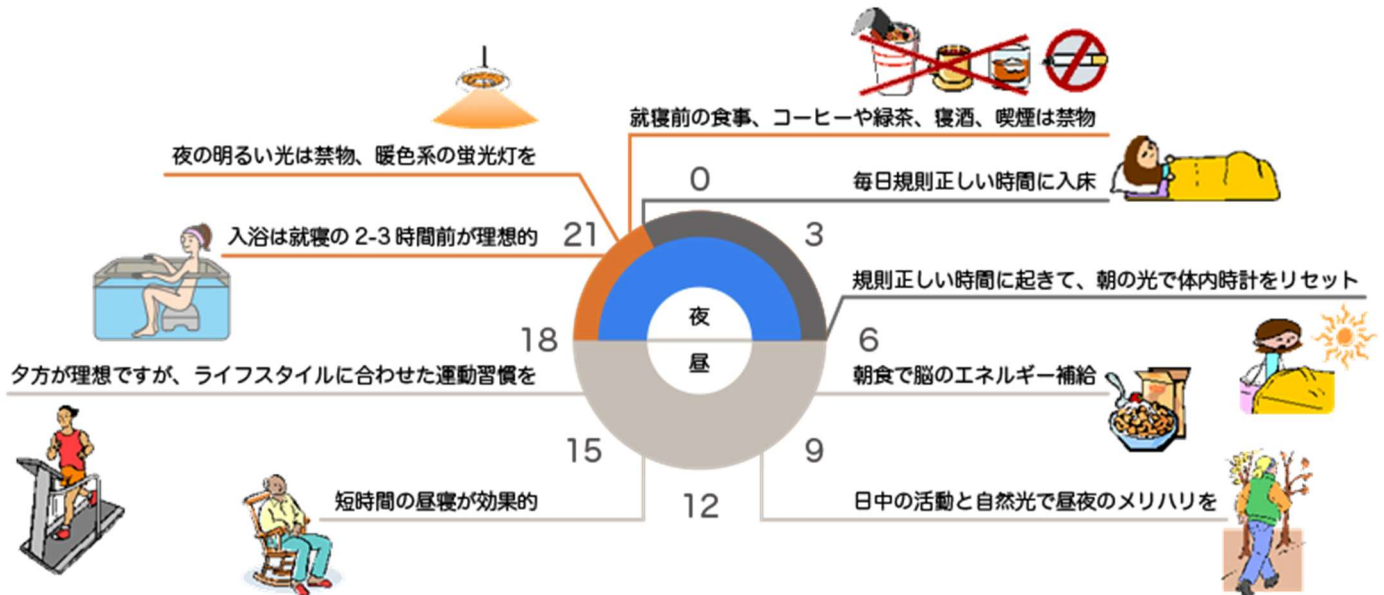 就寝前の食事、コーヒーや緑茶、寝酒、喫煙は禁物
夜の明るい光は禁物、暖色系の蛍光灯を
0
毎日規則正しい時間に入床
入浴は就寝の2-3時間前が理想的
21
3
規則正しい時間に起きて、朝の光で体内時計をリセット
夜
18
6
昼
夕方が理想ですが、ライフスタイルに合わせた運動習慣を
朝食で脳のエネルギー補給
15
9
短時間の昼寝が効果的
12
日中の活動と自然光で昼夜のメリハリを